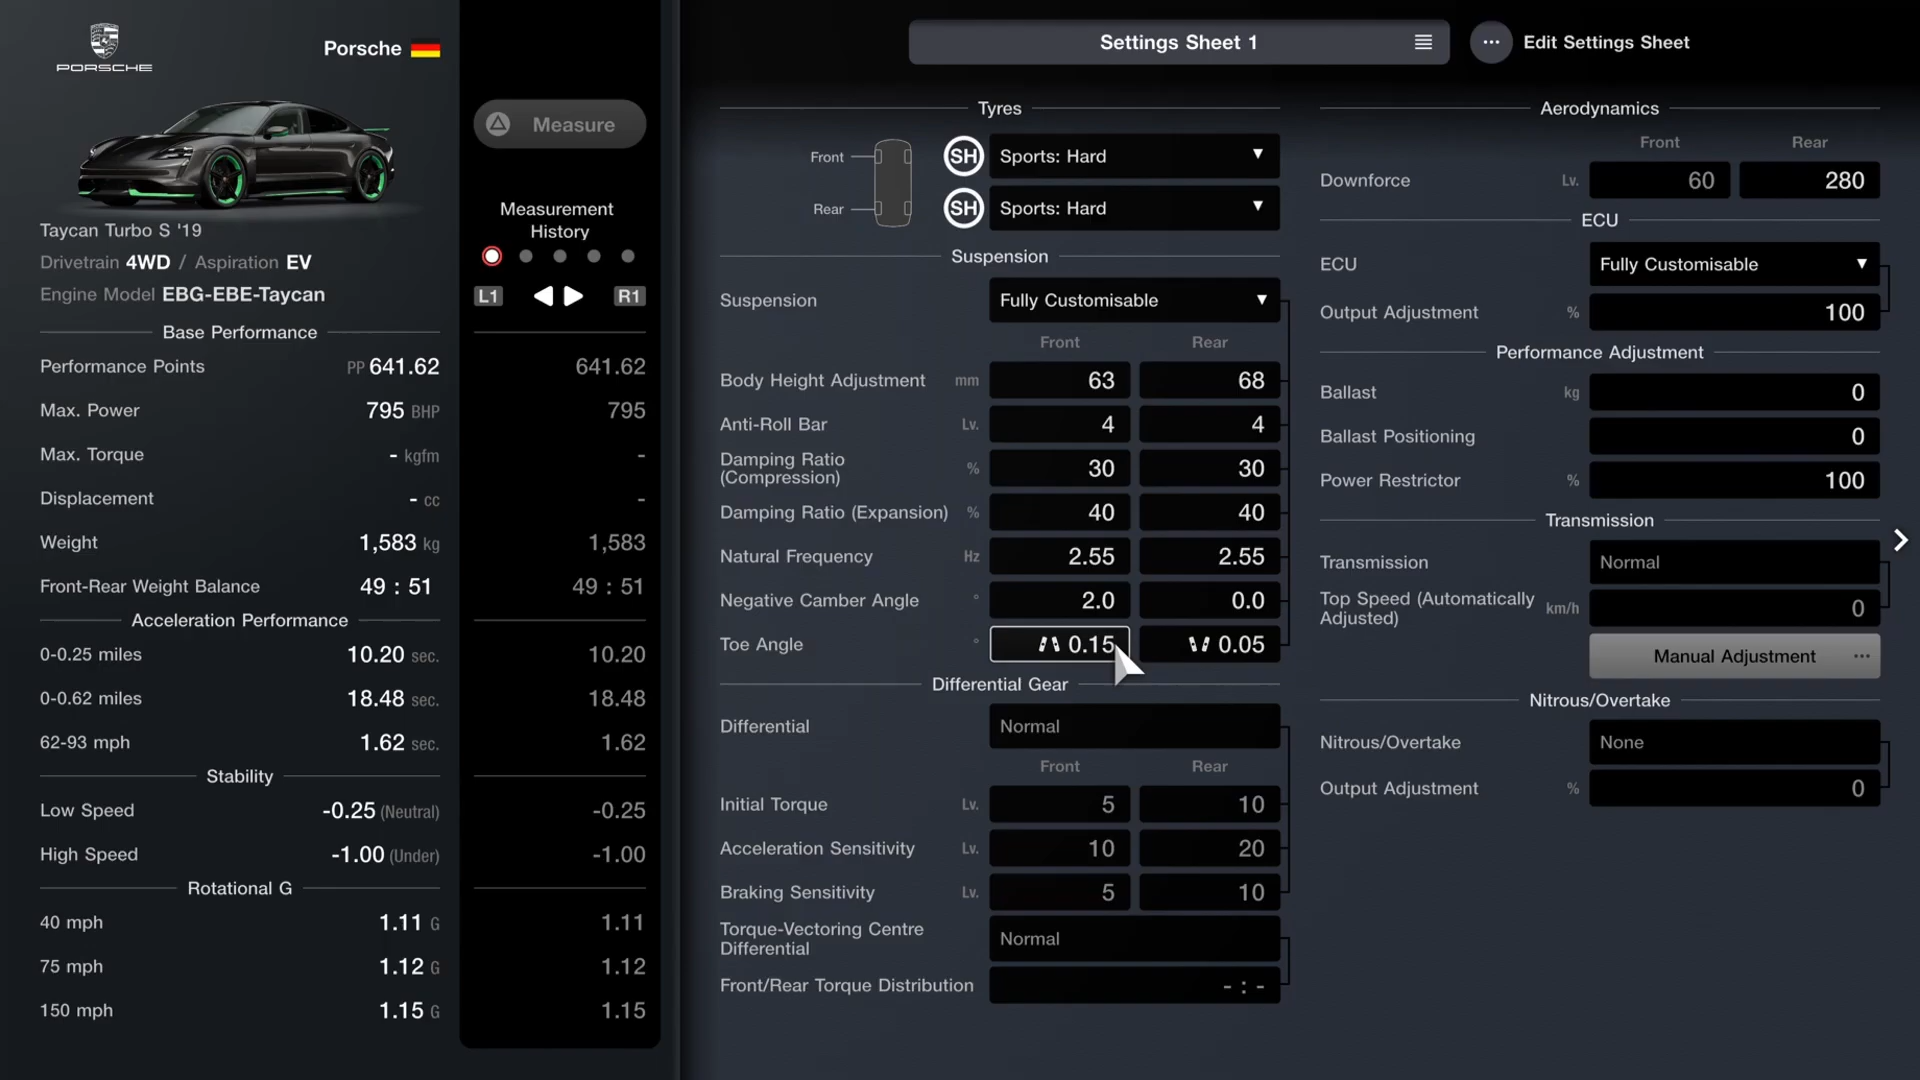 PORSCHE
Porsche
Taycan Turbo S '19
Drivetrain 4WD / Aspiration EV
Engine Model EBG-EBE-Taycan
Base Performance
Performance Points PP 641.62
Max. Power 795 BHP
Max. Torque - kgfm
Displacement - cc
Weight 1,583 kg
Front-Rear Weight Balance 49 : 51
Acceleration Performance
0-0.25 miles 10.20 sec.
0-0.62 miles 18.48 sec.
62-93 mph 1.62 sec.
Stability
Low Speed -0.25 (Neutral)
High Speed -1.00 (Under)
Rotational G
40 mph 1.11 G
75 mph 1.12 G
150 mph 1.15 G
Measure
Measurement
History
L1 R1
641.62
795
-
-
1,583
49 : 51
10.20
18.48
1.62
-0.25
-1.00
1.11
1.12
1.15
Settings Sheet 1
Edit Settings Sheet
Tyres
Front SH Sports: Hard
Rear SH Sports: Hard
Suspension
Suspension Fully Customisable
Front Rear
Body Height Adjustment mm 63 68
Anti-Roll Bar Lv. 4 4
Damping Ratio
(Compression) % 30 30
Damping Ratio (Expansion) % 40 40
Natural Frequency Hz 2.55 2.55
Negative Camber Angle ° 2.0 0.0
Toe Angle ° 0.15 0.05
Differential Gear
Differential Normal
Front Rear
Initial Torque Lv. 5 10
Acceleration Sensitivity Lv. 10 20
Braking Sensitivity Lv. 5 10
Torque-Vectoring Centre
Differential Normal
Front/Rear Torque Distribution - : -
Aerodynamics
Front Rear
Downforce Lv. 60 280
ECU
ECU Fully Customisable
Output Adjustment % 100
Performance Adjustment
Ballast kg 0
Ballast Positioning 0
Power Restrictor % 100
Transmission
Transmission Normal
Top Speed (Automatically
Adjusted) km/h 0
Manual Adjustment
Nitrous/Overtake
Nitrous/Overtake None
Output Adjustment % 0